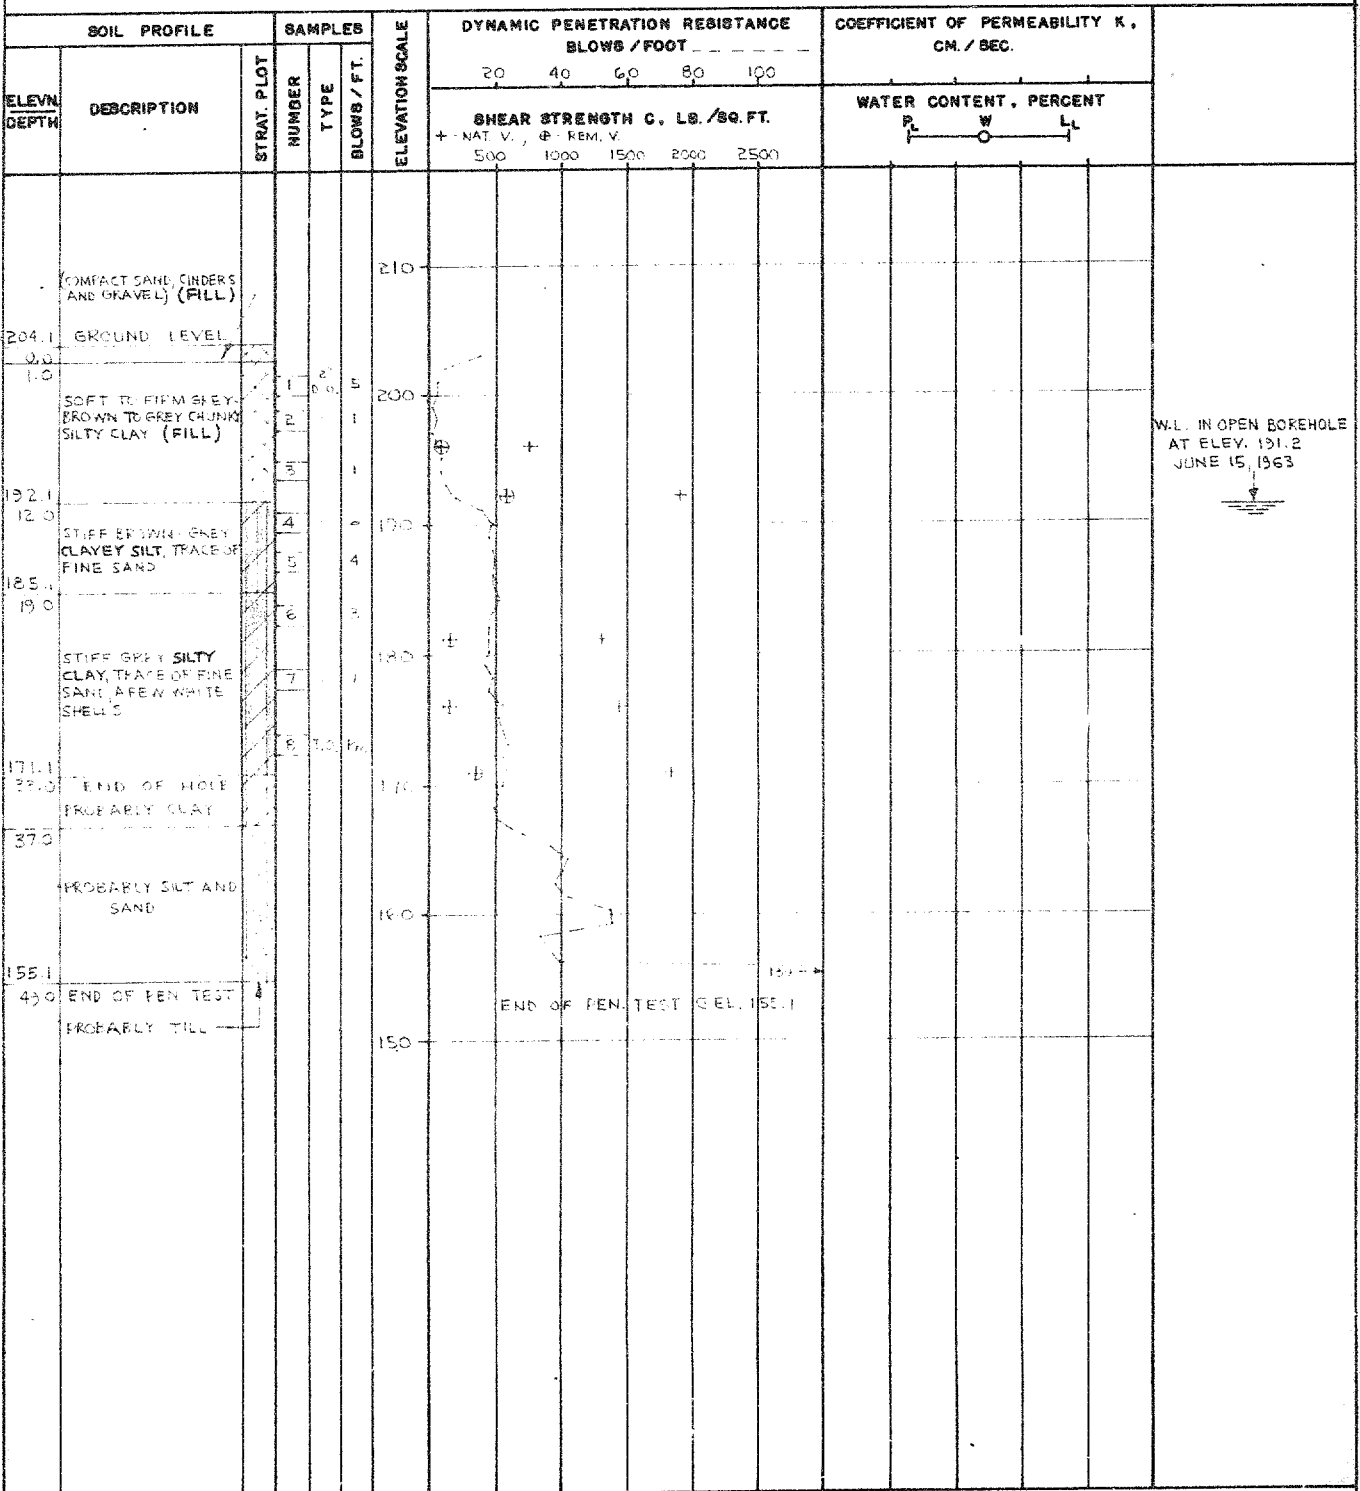 SOIL PROFILE
SAMPLES
ELEVATION SCALE
DYNAMIC PENETRATION RESISTANCE
BLOWS / FOOT _ _ _ _ _ _
20 40 60 80 100
COEFFICIENT OF PERMEABILITY K,
CM. / SEC.
ELEVN.
DEPTH
DESCRIPTION
STRAT. PLOT
NUMBER
TYPE
BLOWS / FT.
SHEAR STRENGTH C, LB./SQ.FT.
+ - NAT. V., ⊕ - REM. V.
500 1000 1500 2000 2500
WATER CONTENT, PERCENT
PL W LL
(COMPACT SAND, CINDERS
AND GRAVEL) (FILL)
210
204.1 GROUND LEVEL
0.0
1.0
1 2" D.O. 5
200
SOFT TO FIRM GREY-
BROWN TO GREY CHUNKY
SILTY CLAY (FILL)
2 1
3 1
W.L. IN OPEN BOREHOLE
AT ELEV. 191.2
JUNE 15, 1963
192.1
12.0
4
190
STIFF BROWN-GREY
CLAYEY SILT, TRACE OF
FINE SAND
5 4
185.1
19.0
6
180
STIFF GREY SILTY
CLAY, TRACE OF FINE
SAND, A FEW WHITE
SHELLS
7
8 T.O. P.M.
171.1
33.0 END OF HOLE
170
PROBABLY CLAY
37.0
PROBABLY SILT AND
SAND
160
155.1
49.0 END OF PEN TEST
END OF PEN. TEST @ EL. 155.1
PROBABLY TILL
150